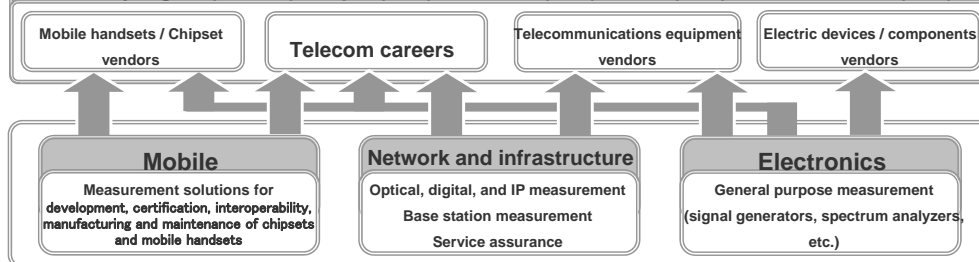 Mobile handsets / Chipset
vendors
Telecom careers
Telecommunications equipment
vendors
Electric devices / components
vendors
Mobile
Measurement solutions for
development, certification, interoperability,
manufacturing and maintenance of chipsets
and mobile handsets
Network and infrastructure
Optical, digital, and IP measurement
Base station measurement
Service assurance
Electronics
General purpose measurement
(signal generators, spectrum analyzers,
etc.)